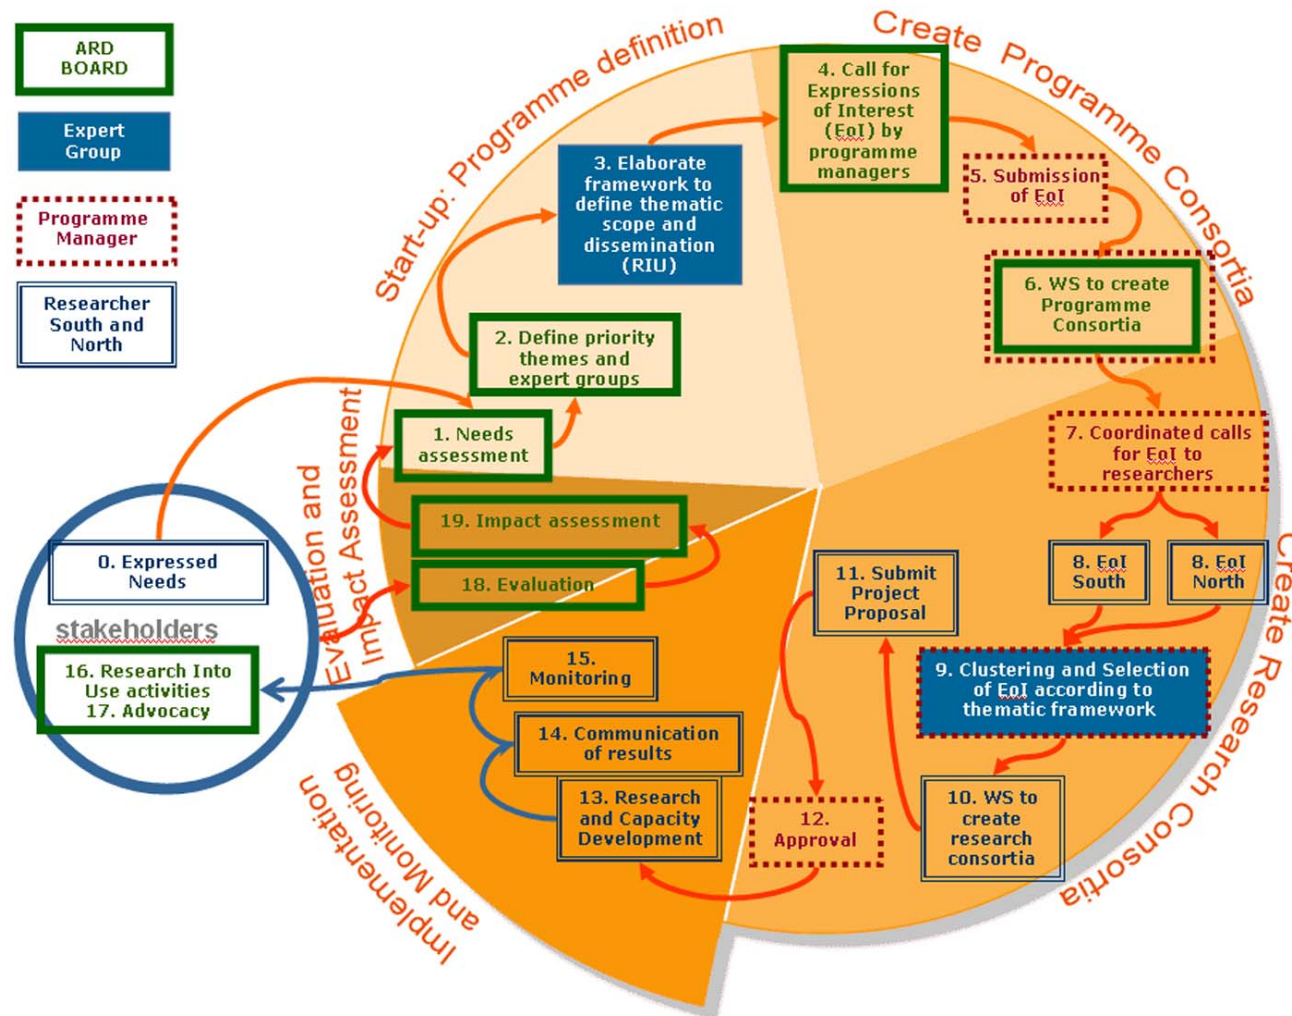 ARD
BOARD
Expert
Group
Programme
Manager
Researcher
South and
North
Start-up: Programme definition
Create Programme Consortia
Create Research Consortia
Implementation
and Monitoring
Evaluation and
Impact Assessment
0. Expressed
Needs
stakeholders
16. Research Into
Use activities
17. Advocacy
1. Needs
assessment
2. Define priority
themes and
expert groups
3. Elaborate
framework to
define thematic
scope and
dissemination
(RIU)
4. Call for
Expressions
of Interest
(EoI) by
programme
managers
5. Submission
of EoI
6. WS to create
Programme
Consortia
7. Coordinated calls
for EoI to
researchers
8. EoI
South
8. EoI
North
9. Clustering and Selection
of EoI according to
thematic framework
10. WS to
create
research
consortia
11. Submit
Project
Proposal
12.
Approval
13. Research
and Capacity
Development
14. Communication
of results
15.
Monitoring
18. Evaluation
19. Impact assessment